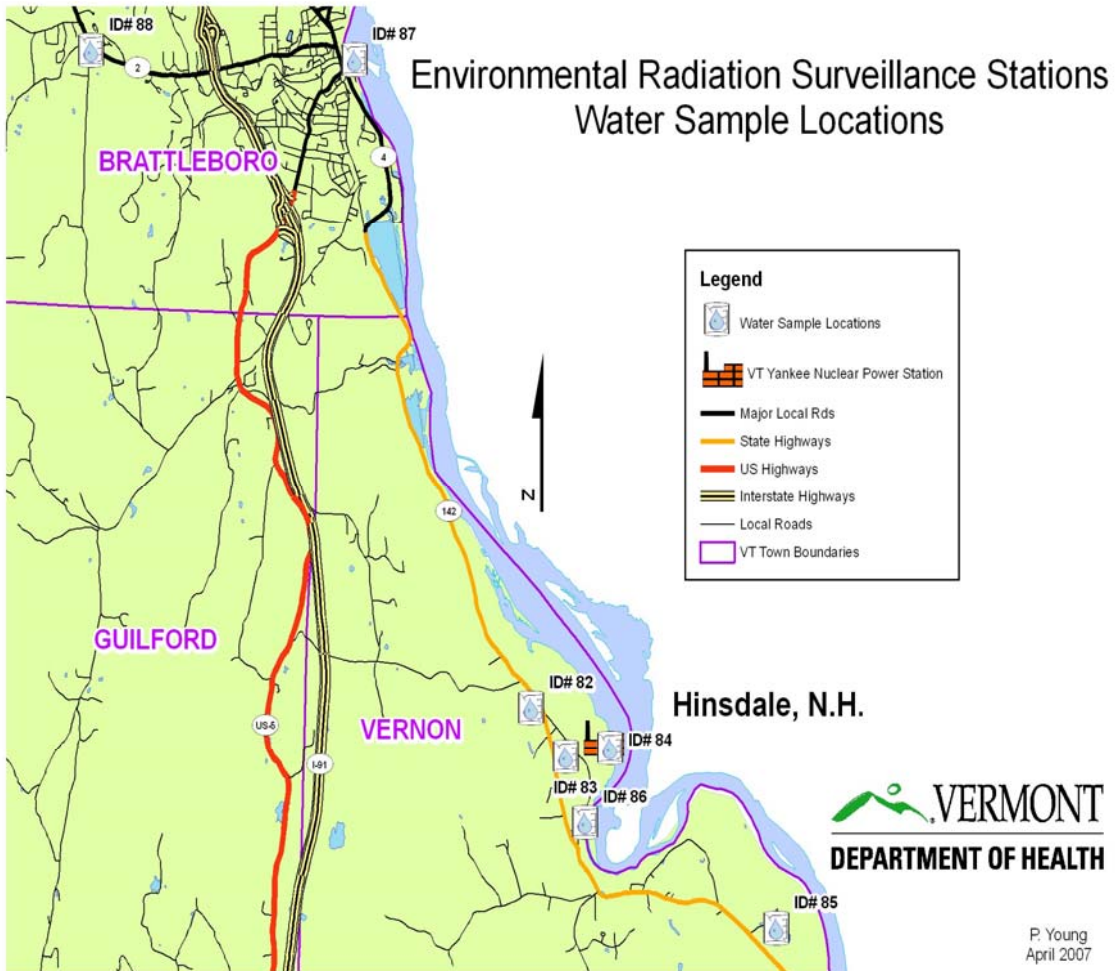 ID# 88
ID# 87
2
Environmental Radiation Surveillance Stations
Water Sample Locations
BRATTLEBORO
4
Legend
Water Sample Locations
VT Yankee Nuclear Power Station
Major Local Rds
State Highways
US Highways
Interstate Highways
Local Roads
VT Town Boundaries
N
142
GUILFORD
VERNON
US-5
I-91
ID# 82
Hinsdale, N.H.
ID# 84
ID# 83
ID# 86
ID# 85
VERMONT
DEPARTMENT OF HEALTH
P. Young
April 2007